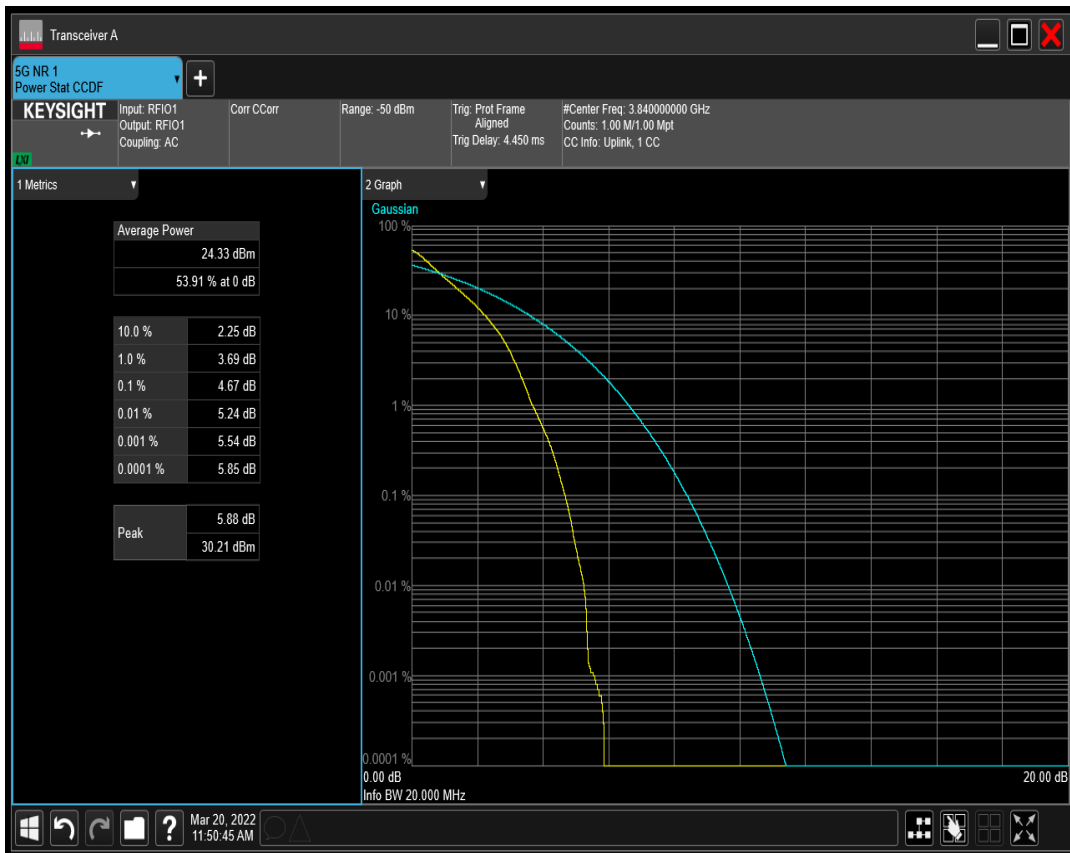 Transceiver A
5G NR 1
Power Stat CCDF
+
KEYSIGHT
LXI
Input: RFIO1
Output: RFIO1
Coupling: AC
Corr CCorr
Range: -50 dBm
Trig: Prot Frame
Aligned
Trig Delay: 4.450 ms
#Center Freq: 3.840000000 GHz
Counts: 1.00 M/1.00 Mpt
CC Info: Uplink, 1 CC
1 Metrics
Average Power
24.33 dBm
53.91 % at 0 dB
10.0 % 2.25 dB
1.0 % 3.69 dB
0.1 % 4.67 dB
0.01 % 5.24 dB
0.001 % 5.54 dB
0.0001 % 5.85 dB
Peak
5.88 dB
30.21 dBm
2 Graph
Gaussian
100 %
10 %
1 %
0.1 %
0.01 %
0.001 %
0.0001 %
0.00 dB 20.00 dB
Info BW 20.000 MHz
?
Mar 20, 2022
11:50:45 AM